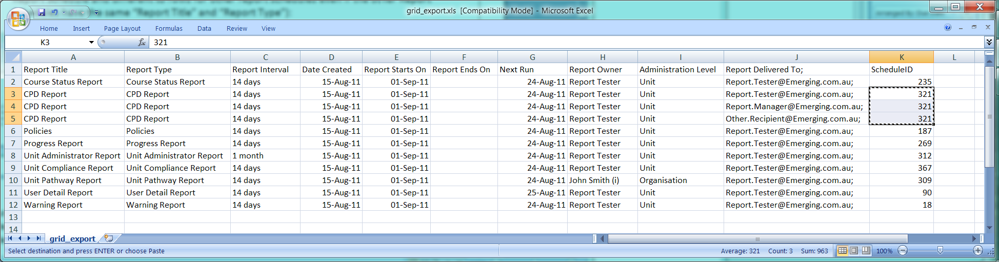 same "Report Title" and "Report Type"):
grid_export.xls [Compatibility Mode] - Microsoft Excel
Home Insert Page Layout Formulas Data Review View
K3 fx 321
A B C D E F G H I J K L
1 Report Title Report Type Report Interval Date Created Report Starts On Report Ends On Next Run Report Owner Administration Level Report Delivered To; ScheduleID
2 Course Status Report Course Status Report 14 days 15-Aug-11 01-Sep-11 24-Aug-11 Report Tester Unit Report.Tester@Emerging.com.au; 235
3 CPD Report CPD Report 14 days 15-Aug-11 01-Sep-11 24-Aug-11 Report Tester Unit Report.Tester@Emerging.com.au; 321
4 CPD Report CPD Report 14 days 15-Aug-11 01-Sep-11 24-Aug-11 Report Tester Unit Report.Manager@Emerging.com.au; 321
5 CPD Report CPD Report 14 days 15-Aug-11 01-Sep-11 24-Aug-11 Report Tester Unit Other.Recipient@Emerging.com.au; 321
6 Policies Policies 14 days 15-Aug-11 01-Sep-11 24-Aug-11 Report Tester Unit Report.Tester@Emerging.com.au; 187
7 Progress Report Progress Report 14 days 15-Aug-11 01-Sep-11 24-Aug-11 Report Tester Unit Report.Tester@Emerging.com.au; 269
8 Unit Administrator Report Unit Administrator Report 1 month 15-Aug-11 01-Sep-11 24-Aug-11 Report Tester Unit Report.Tester@Emerging.com.au; 312
9 Unit Compliance Report Unit Compliance Report 14 days 15-Aug-11 01-Sep-11 24-Aug-11 Report Tester Unit Report.Tester@Emerging.com.au; 367
10 Unit Pathway Report Unit Pathway Report 14 days 15-Aug-11 01-Sep-11 24-Aug-11 John Smith (i) Organisation Report.Tester@Emerging.com.au; 309
11 User Detail Report User Detail Report 14 days 15-Aug-11 01-Sep-11 25-Aug-11 Report Tester Unit Report.Tester@Emerging.com.au; 90
12 Warning Report Warning Report 14 days 15-Aug-11 01-Sep-11 24-Aug-11 Report Tester Unit Report.Tester@Emerging.com.au; 18
13
14
grid_export
Select destination and press ENTER or choose Paste Average: 321 Count: 3 Sum: 963 100%